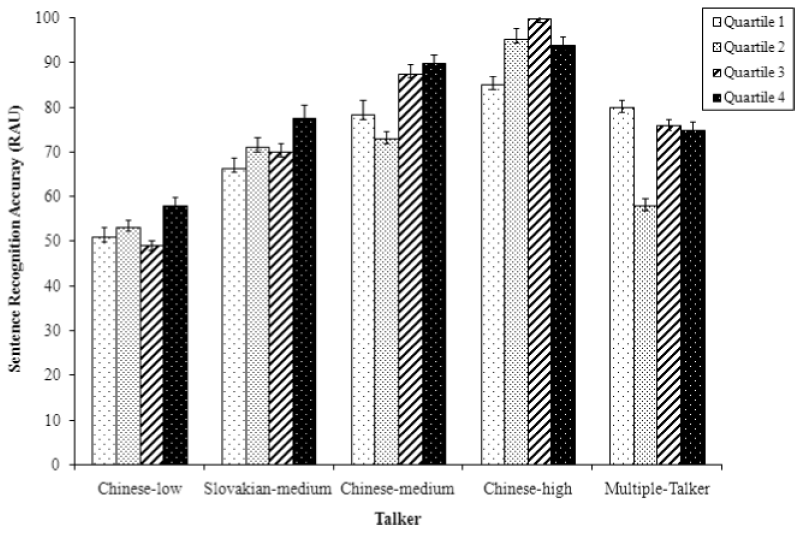 100
90
80
70
60
50
40
30
20
10
0
Sentence Recognition Accuray (RAU)
Quartile 1
Quartile 2
Quartile 3
Quartile 4
Chinese-low
Slovakian-medium
Chinese-medium
Chinese-high
Multiple-Talker
Talker